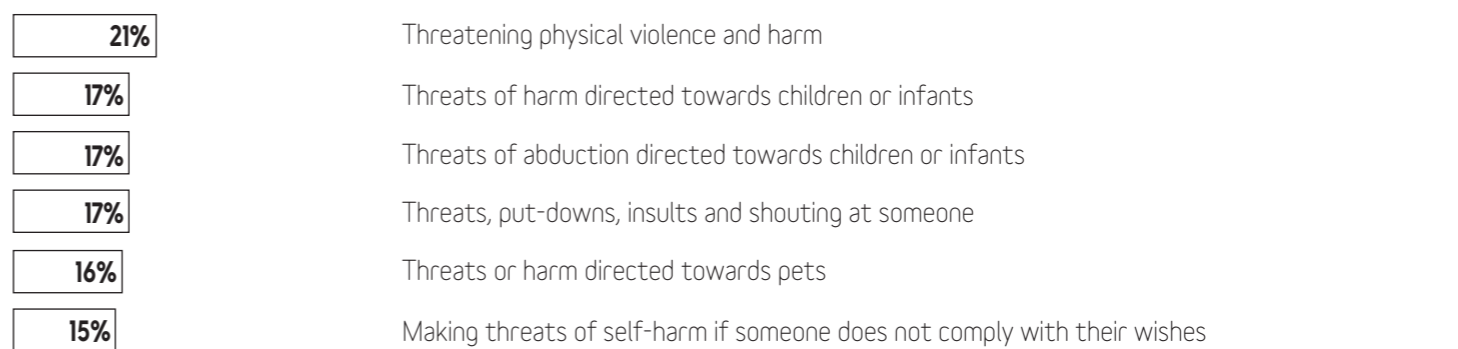 21% Threatening physical violence and harm
17% Threats of harm directed towards children or infants
17% Threats of abduction directed towards children or infants
17% Threats, put-downs, insults and shouting at someone
16% Threats or harm directed towards pets
15% Making threats of self-harm if someone does not comply with their wishes